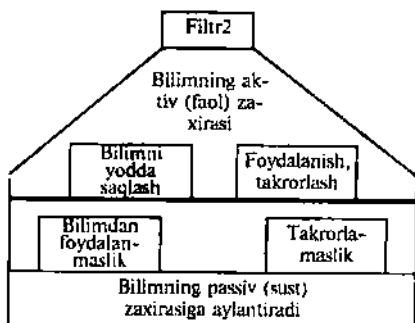 Filtr2
Bilimning ak-
tiv (faol) za-
xirasi
Bilimni
yodda
saqlash
Foydalanish,
takrorlash
Bilimdan
foydalan-
maslik
Takrorla-
maslik
Bilimning passiv (sust)
zaxirasiga aylantiradi